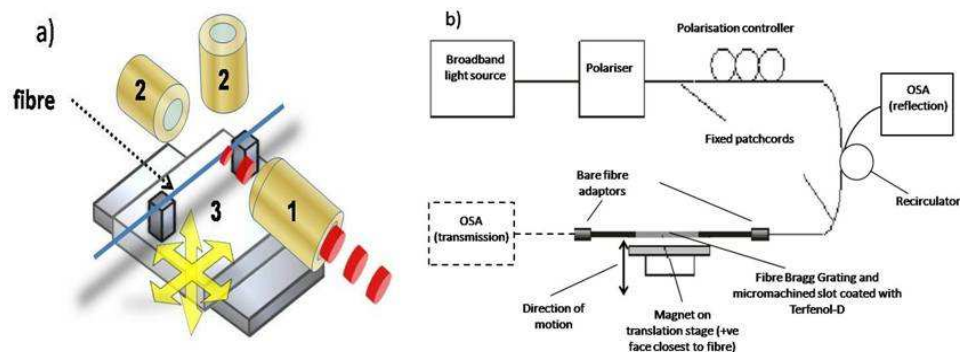 a)
2
2
fibre
1
3
b)
Polarisation controller
Broadband
light source
Polariser
OSA
(reflection)
Fixed patchcords
Bare fibre
adaptors
Recirculator
OSA
(transmission)
Direction of
motion
Magnet on
translation stage (+ve
face closest to fibre)
Fibre Bragg Grating and
micromachined slot coated with
Terfenol-D